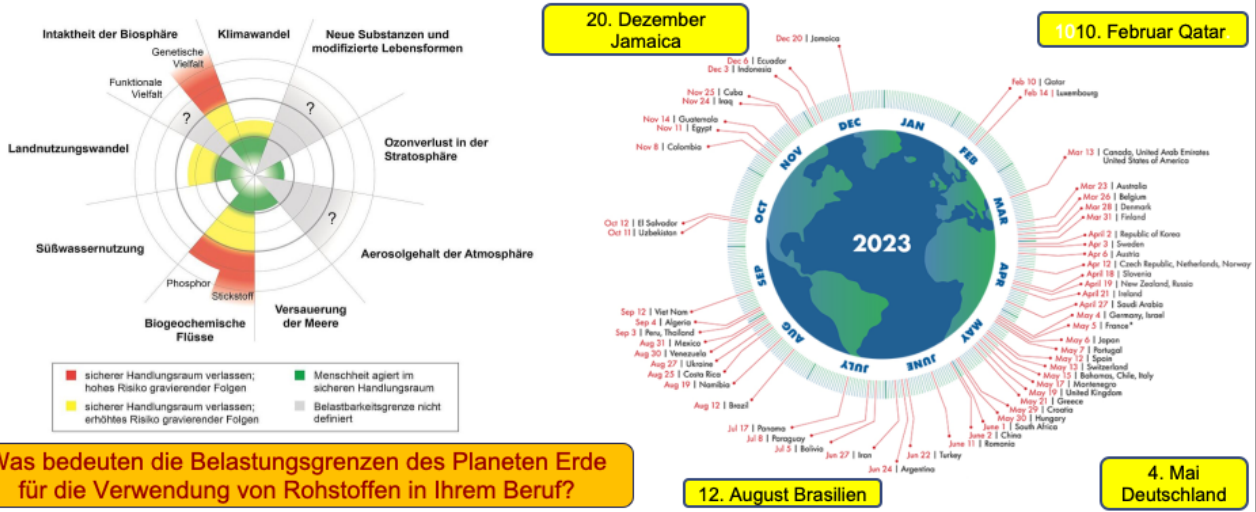 Intaktheit der Biosphäre
Genetische
Vielfalt
Funktionale
Vielfalt
Klimawandel
Neue Substanzen und
modifizierte Lebensformen
?
?
Landnutzungswandel
Ozonverlust in der
Stratosphäre
?
Süßwassernutzung
Aerosolgehalt der Atmosphäre
Phosphor
Stickstoff
Biogeochemische
Flüsse
Versauerung
der Meere
sicherer Handlungsraum verlassen;
hohes Risiko gravierender Folgen
sicherer Handlungsraum verlassen;
erhöhtes Risiko gravierender Folgen
Menschheit agiert im
sicheren Handlungsraum
Belastbarkeitsgrenze nicht
definiert
Was bedeuten die Belastungsgrenzen des Planeten Erde
für die Verwendung von Rohstoffen in Ihrem Beruf?
20. Dezember
Jamaica
1010. Februar Qatar
Dec 20 | Jamaica
Dec 6 | Ecuador
Dec 3 | Indonesia
Nov 25 | Cuba
Nov 24 | Iraq
Nov 14 | Guatemala
Nov 11 | Egypt
Nov 8 | Colombia
Oct 12 | El Salvador
Oct 11 | Uzbekistan
Sep 12 | Viet Nam
Sep 4 | Algeria
Sep 3 | Peru, Thailand
Aug 31 | Mexico
Aug 30 | Venezuela
Aug 27 | Ukraine
Aug 25 | Costa Rica
Aug 19 | Namibia
Aug 12 | Brazil
Jul 17 | Panama
Jul 8 | Paraguay
Jul 5 | Bolivia
Jun 27 | Iran
Jun 24 | Argentina
Jun 22 | Turkey
June 11 | Romania
June 2 | China
June 1 | South Africa
May 30 | Hungary
May 29 | Croatia
May 21 | Greece
May 19 | United Kingdom
May 17 | Montenegro
May 15 | Bahamas, Chile, Italy
May 13 | Switzerland
May 12 | Spain
May 7 | Portugal
May 6 | Japan
May 5 | France*
May 4 | Germany, Israel
April 27 | Saudi Arabia
April 21 | Ireland
April 19 | New Zealand, Russia
April 18 | Slovenia
Apr 12 | Czech Republic, Netherlands, Norway
Apr 6 | Austria
Apr 3 | Sweden
April 2 | Republic of Korea
Mar 31 | Finland
Mar 28 | Denmark
Mar 26 | Belgium
Mar 23 | Australia
Mar 13 | Canada, United Arab Emirates
United States of America
Feb 14 | Luxembourg
Feb 10 | Qatar
JAN
FEB
MAR
APR
MAY
JUNE
JULY
AUG
SEP
OCT
NOV
DEC
2023
12. August Brasilien
4. Mai
Deutschland